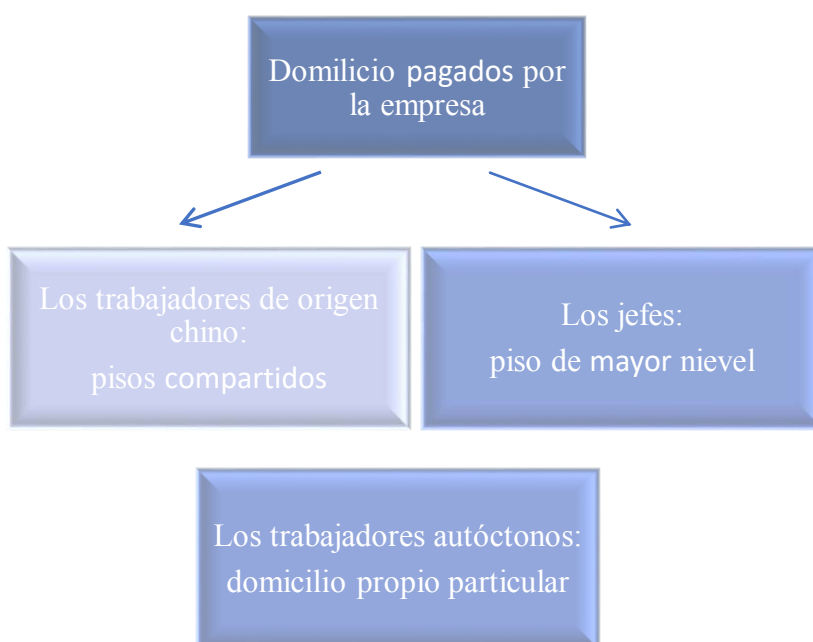 Domilicio pagados por
la empresa
Los trabajadores de origen
chino:
pisos compartidos
Los jefes:
piso de mayor nievel
Los trabajadores autóctonos:
domicilio propio particular